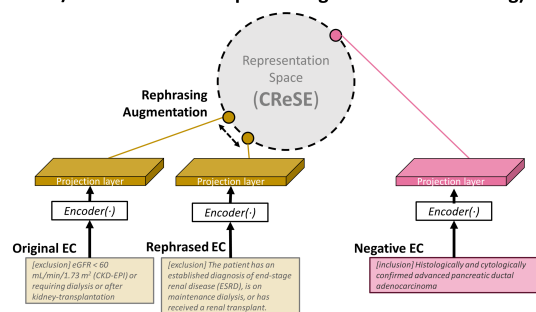 Representation
Space
(CReSE)
Rephrasing
Augmentation
Projection layer
Projection layer
Projection layer
Encoder(·)
Encoder(·)
Encoder(·)
Original EC
Rephrased EC
Negative EC
[exclusion] eGFR < 60
mL/min/1.73 m² (CKD-EPI) or
requiring dialysis or after
kidney-transplantation
[exclusion] The patient has an
established diagnosis of end-stage
renal disease (ESRD), is on
maintenance dialysis, or has
received a renal transplant.
[inclusion] Histologically and cytologically
confirmed advanced pancreatic ductal
adenocarcinoma